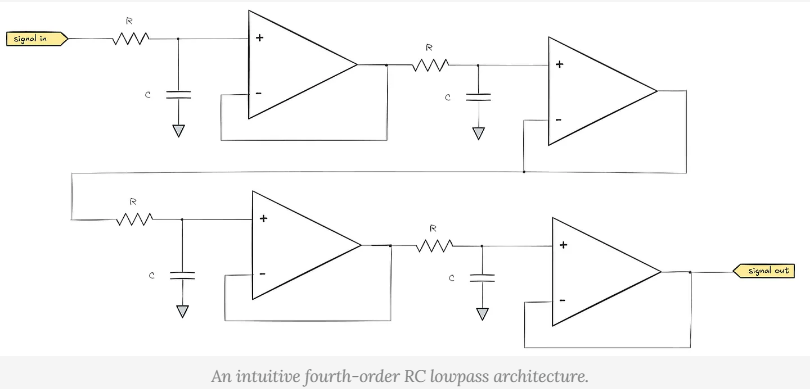 R
signal in
+
C
-
R
+
C
-
R
+
C
-
R
+
C
-
signal out
An intuitive fourth-order RC lowpass architecture.